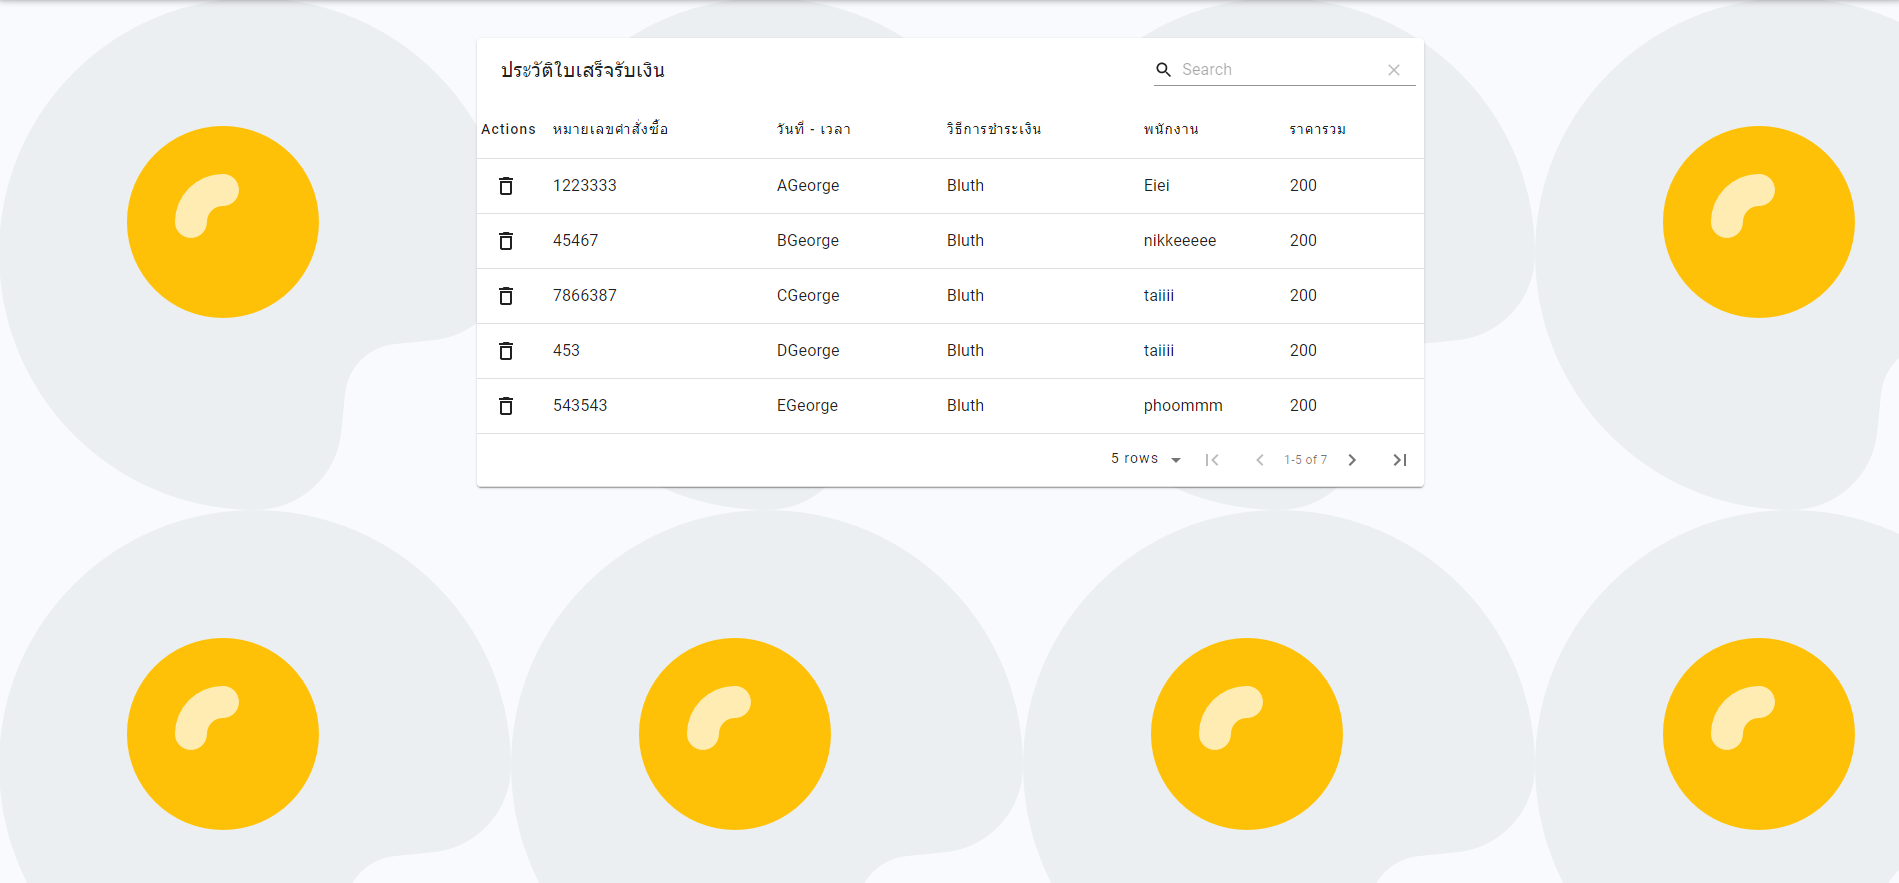 ประวัติใบเสร็จรับเงิน Search
Actions หมายเลขคำสั่งซื้อ วันที่ - เวลา วิธีการชำระเงิน พนักงาน ราคารวม
1223333 AGeorge Bluth Eiei 200
45467 BGeorge Bluth nikkeeeee 200
7866387 CGeorge Bluth taiiii 200
453 DGeorge Bluth taiiii 200
543543 EGeorge Bluth phoommm 200
5 rows 1-5 of 7